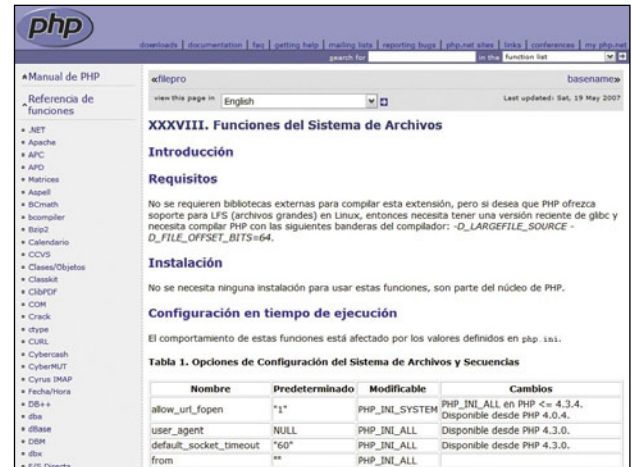 php
downloads | documentation | faq | getting help | mailing lists | reporting bugs | php.net sites | links | conferences | my php.net
search for in the function list
Manual de PHP
Referencia de
funciones
.NET
Apache
APC
APD
Matrices
Aspell
BCmath
bcompiler
Bzip2
Calendario
CCVS
Clases/Objetos
Classkit
ClibPDF
COM
Crack
ctype
CURL
Cybercash
CyberMUT
Cyrus IMAP
Fecha/Hora
DB++
dba
dBase
DBM
dbx
E/S Directa
«filepro basename»
view this page in English Last updated: Sat, 19 May 2007
XXXVIII. Funciones del Sistema de Archivos
Introducción
Requisitos
No se requieren bibliotecas externas para compilar esta extensión, pero si desea que PHP ofrezca
soporte para LFS (archivos grandes) en Linux, entonces necesita tener una versión reciente de glibc y
necesita compilar PHP con las siguientes banderas del compilador: -D_LARGEFILE_SOURCE -
D_FILE_OFFSET_BITS=64.
Instalación
No se necesita ninguna instalación para usar estas funciones, son parte del núcleo de PHP.
Configuración en tiempo de ejecución
El comportamiento de estas funciones está afectado por los valores definidos en php.ini.
Tabla 1. Opciones de Configuración del Sistema de Archivos y Secuencias
Nombre Predeterminado Modificable Cambios
allow_url_fopen "1" PHP_INI_SYSTEM PHP_INI_ALL en PHP <= 4.3.4.
Disponible desde PHP 4.0.4.
user_agent NULL PHP_INI_ALL Disponible desde PHP 4.3.0.
default_socket_timeout "60" PHP_INI_ALL Disponible desde PHP 4.3.0.
from "" PHP_INI_ALL